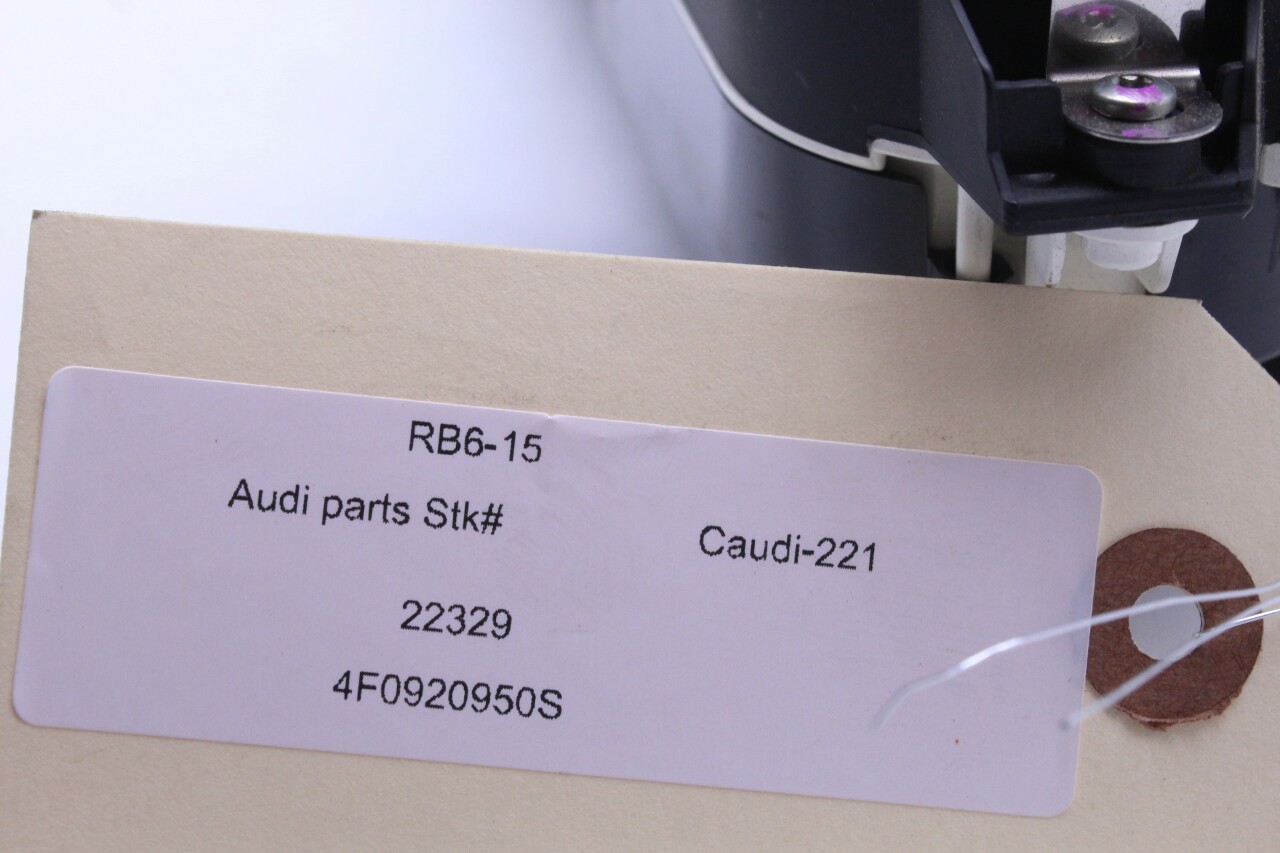 RB6-15
Audi parts Stk#
Caudi-221
22329
4F0920950S